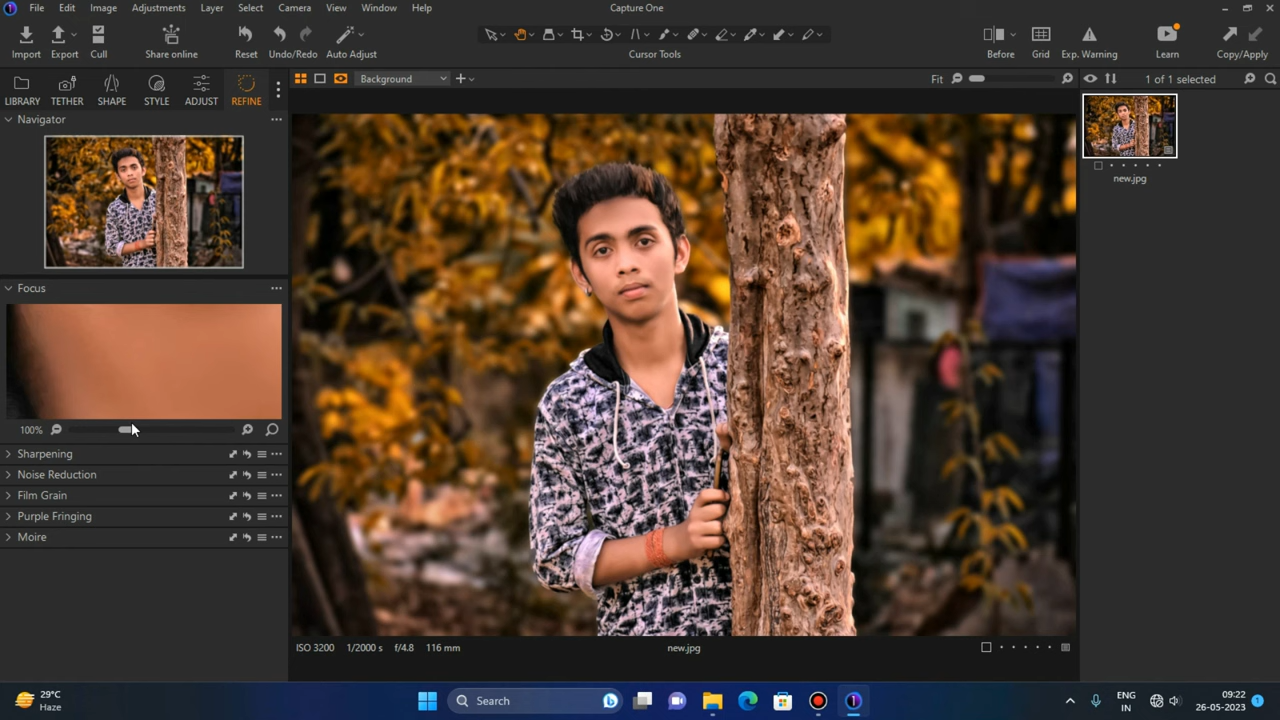 File Edit Image Adjustments Layer Select Camera View Window Help
Capture One
Import Export Cull Share online Reset Undo/Redo Auto Adjust Cursor Tools Before Grid Exp. Warning Learn Copy/Apply
LIBRARY TETHER SHAPE STYLE ADJUST REFINE
Background
Fit
1 of 1 selected
Navigator
new.jpg
Focus
100%
Sharpening
Noise Reduction
Film Grain
Purple Fringing
Moire
ISO 3200 1/2000 s f/4.8 116 mm
new.jpg
29°C
Haze
Search
ENG
IN
09:22
26-05-2023
1